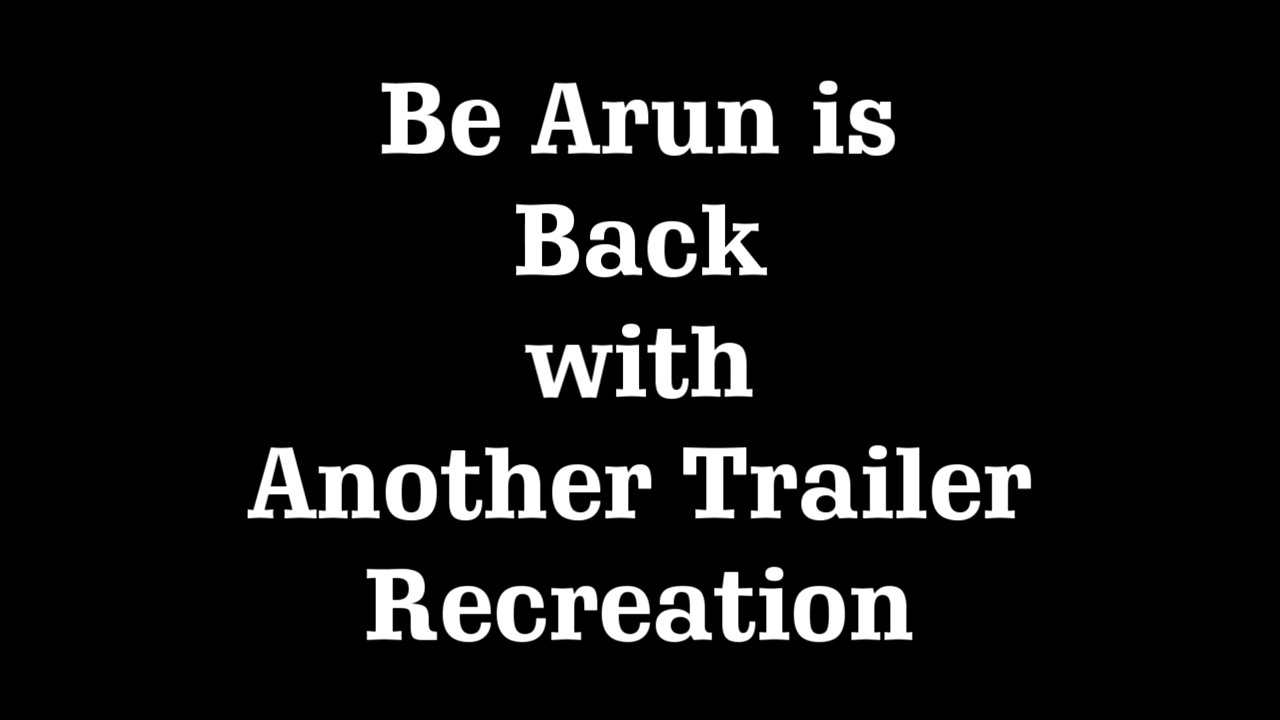 Be Arun is
Back
with
Another Trailer
Recreation